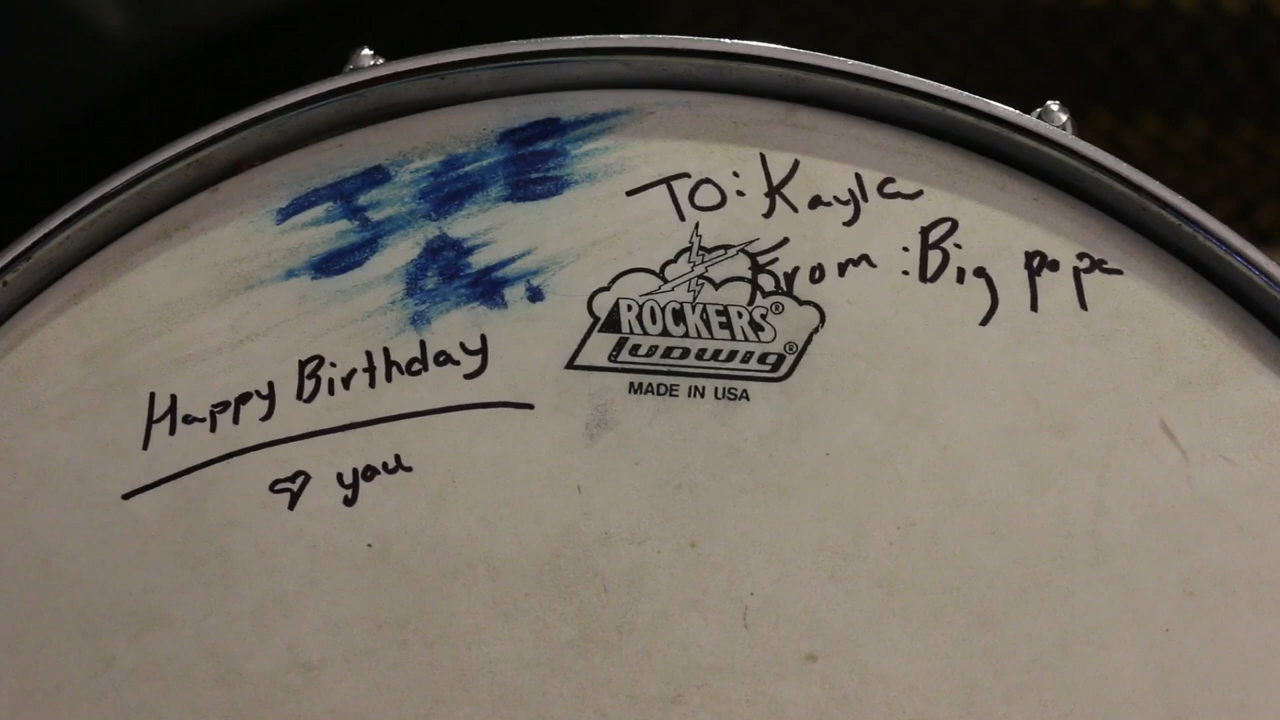 TO: Kayla
From: Big papa
ROCKERS®
LUDWIG®
MADE IN USA
Happy Birthday
♡ you